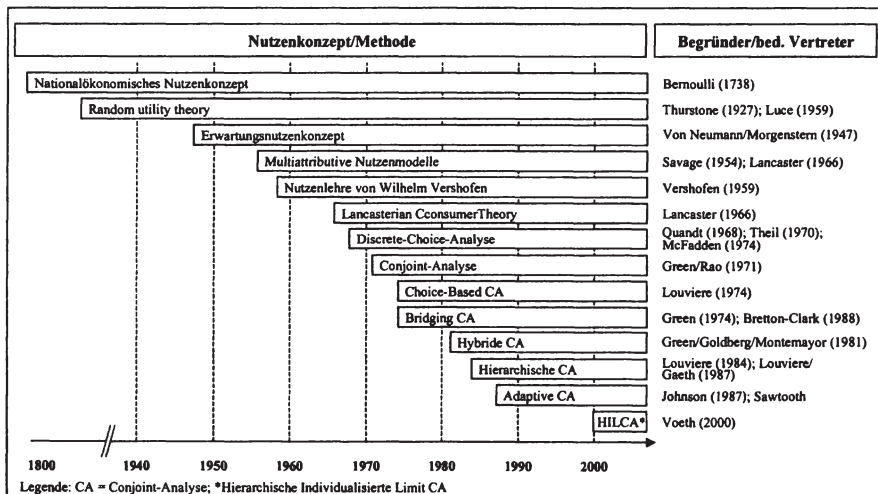 Nutzenkonzept/Methode Begründer/bed. Vertreter
Nationalökonomisches Nutzenkonzept Bernoulli (1738)
Random utility theory Thurstone (1927); Luce (1959)
Erwartungsnutzenkonzept Von Neumann/Morgenstern (1947)
Multiattributive Nutzenmodelle Savage (1954); Lancaster (1966)
Nutzenlehre von Wilhelm Vershofen Vershofen (1959)
Lancasterian CconsumerTheory Lancaster (1966)
Discrete-Choice-Analyse Quandt (1968); Theil (1970);
McFadden (1974)
Conjoint-Analyse Green/Rao (1971)
Choice-Based CA Louviere (1974)
Bridging CA Green (1974); Bretton-Clark (1988)
Hybride CA Green/Goldberg/Montemayor (1981)
Hierarchische CA Louviere (1984); Louviere/
Gaeth (1987)
Adaptive CA Johnson (1987); Sawtooth
HILCA* Voeth (2000)
1800 1940 1950 1960 1970 1980 1990 2000
Legende: CA = Conjoint-Analyse; *Hierarchische Individualisierte Limit CA